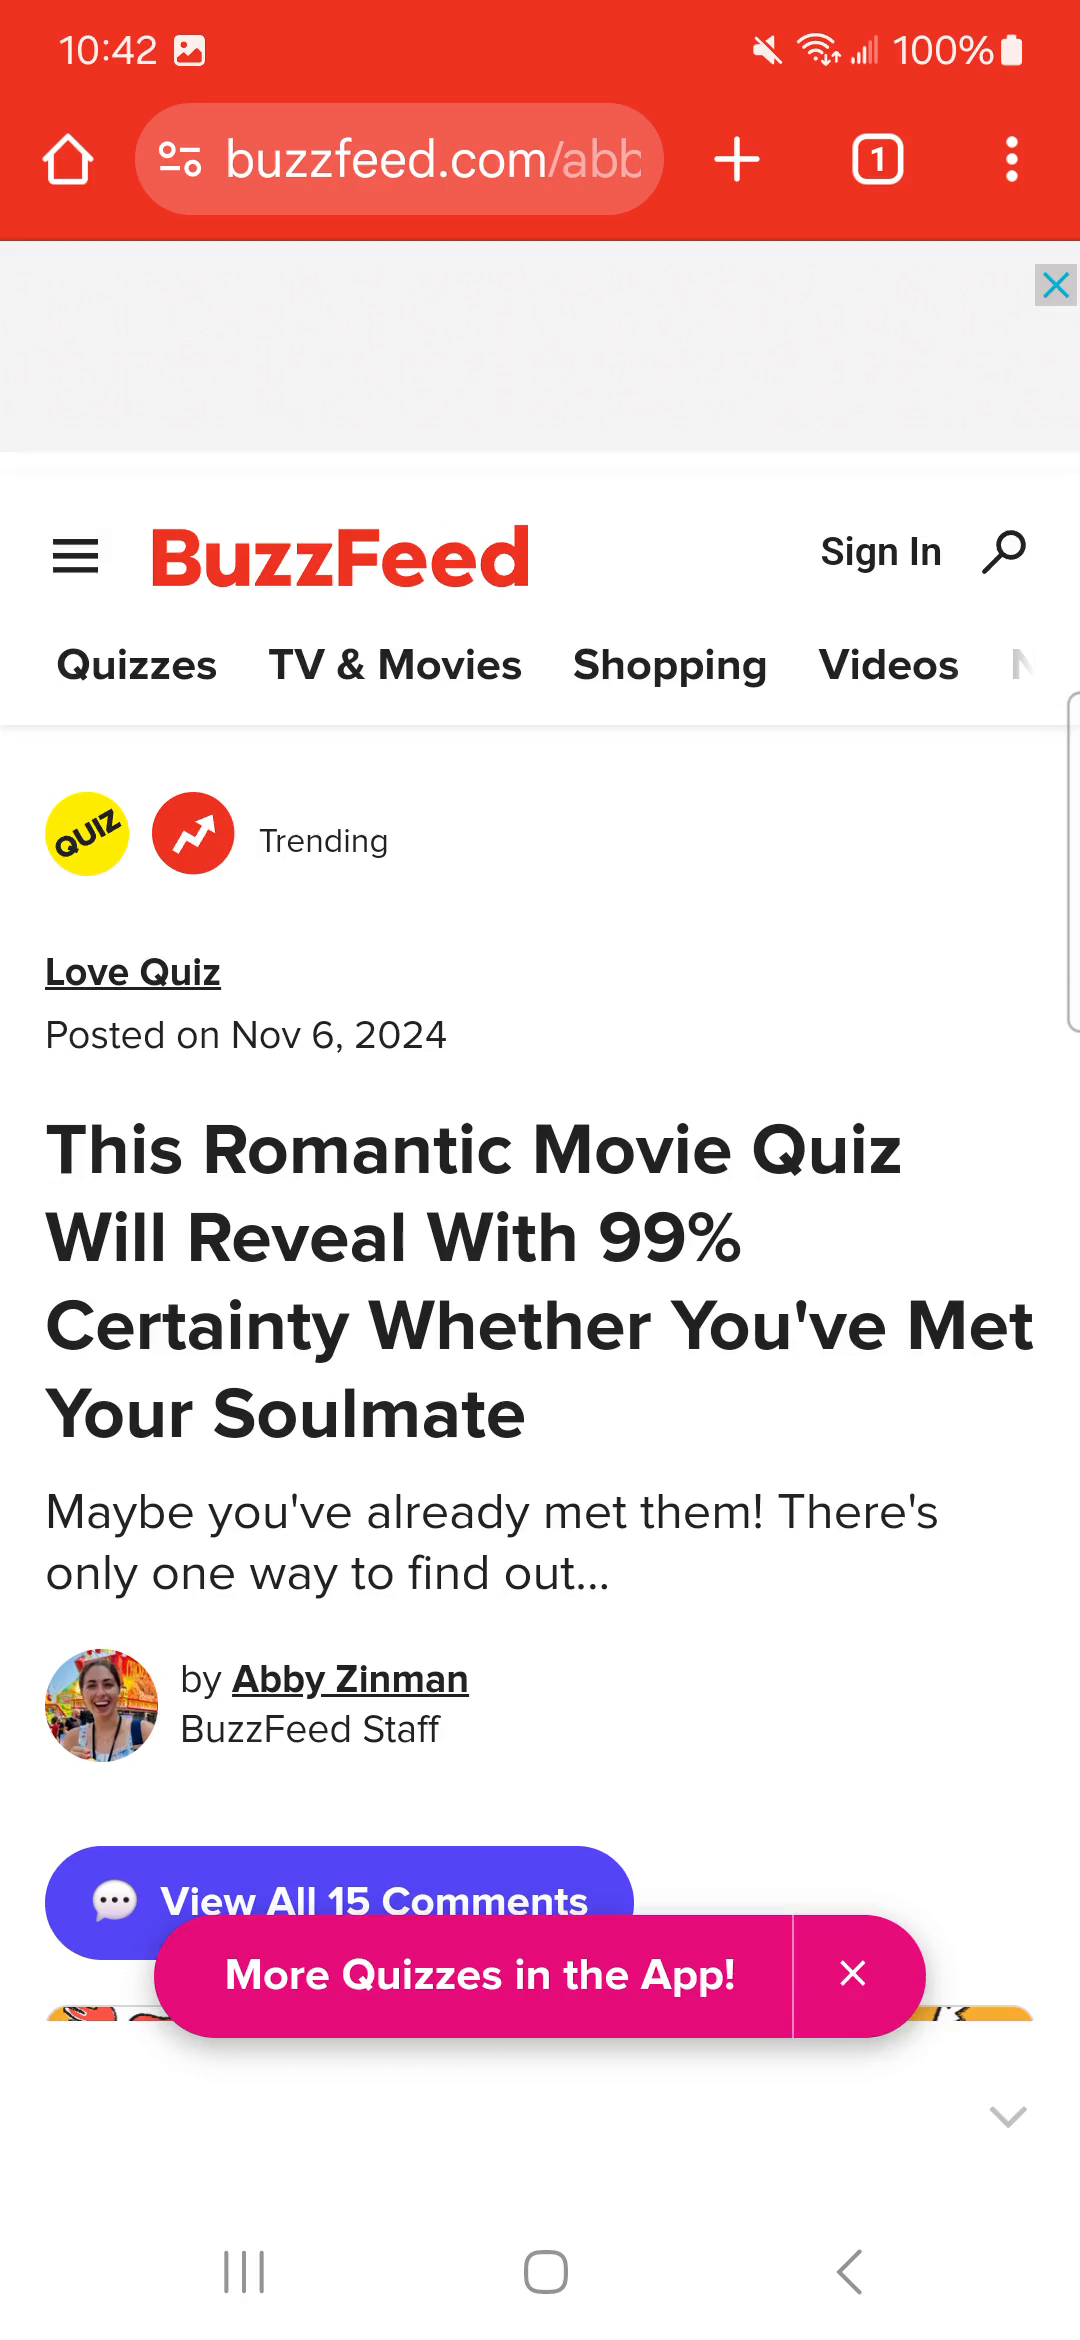 10:42 100%
buzzfeed.com/abb
1
BuzzFeed
Sign In
Quizzes TV & Movies Shopping Videos N
QUIZ
Trending
Love Quiz
Posted on Nov 6, 2024
This Romantic Movie Quiz
Will Reveal With 99%
Certainty Whether You've Met
Your Soulmate
Maybe you've already met them! There's
only one way to find out...
by Abby Zinman
BuzzFeed Staff
View All 15 Comments
More Quizzes in the App!